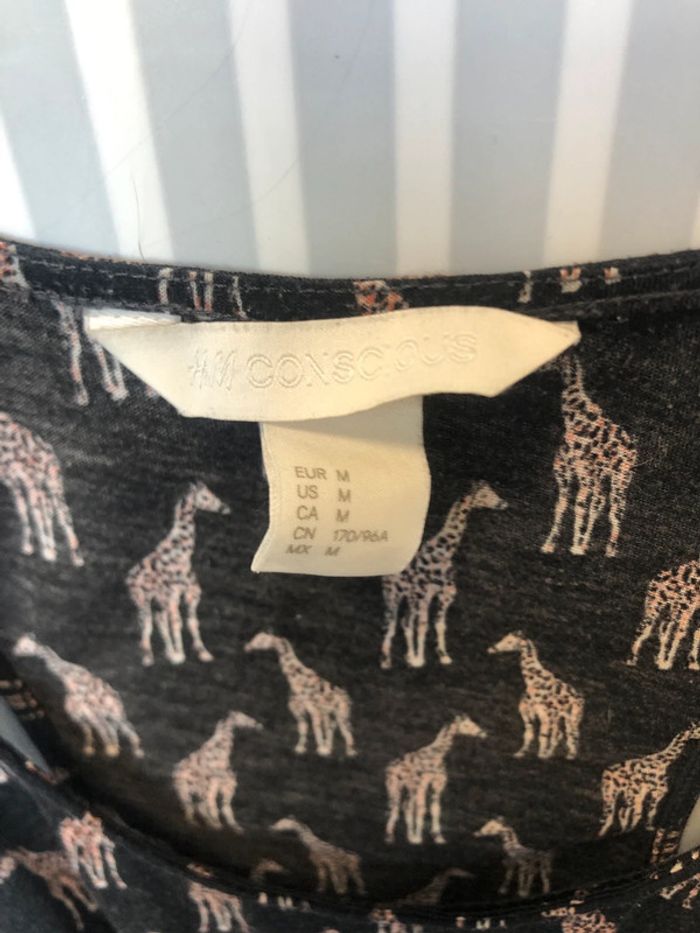 H&M CONSCIOUS
EUR M
US M
CA M
CN 170/96A
MX M